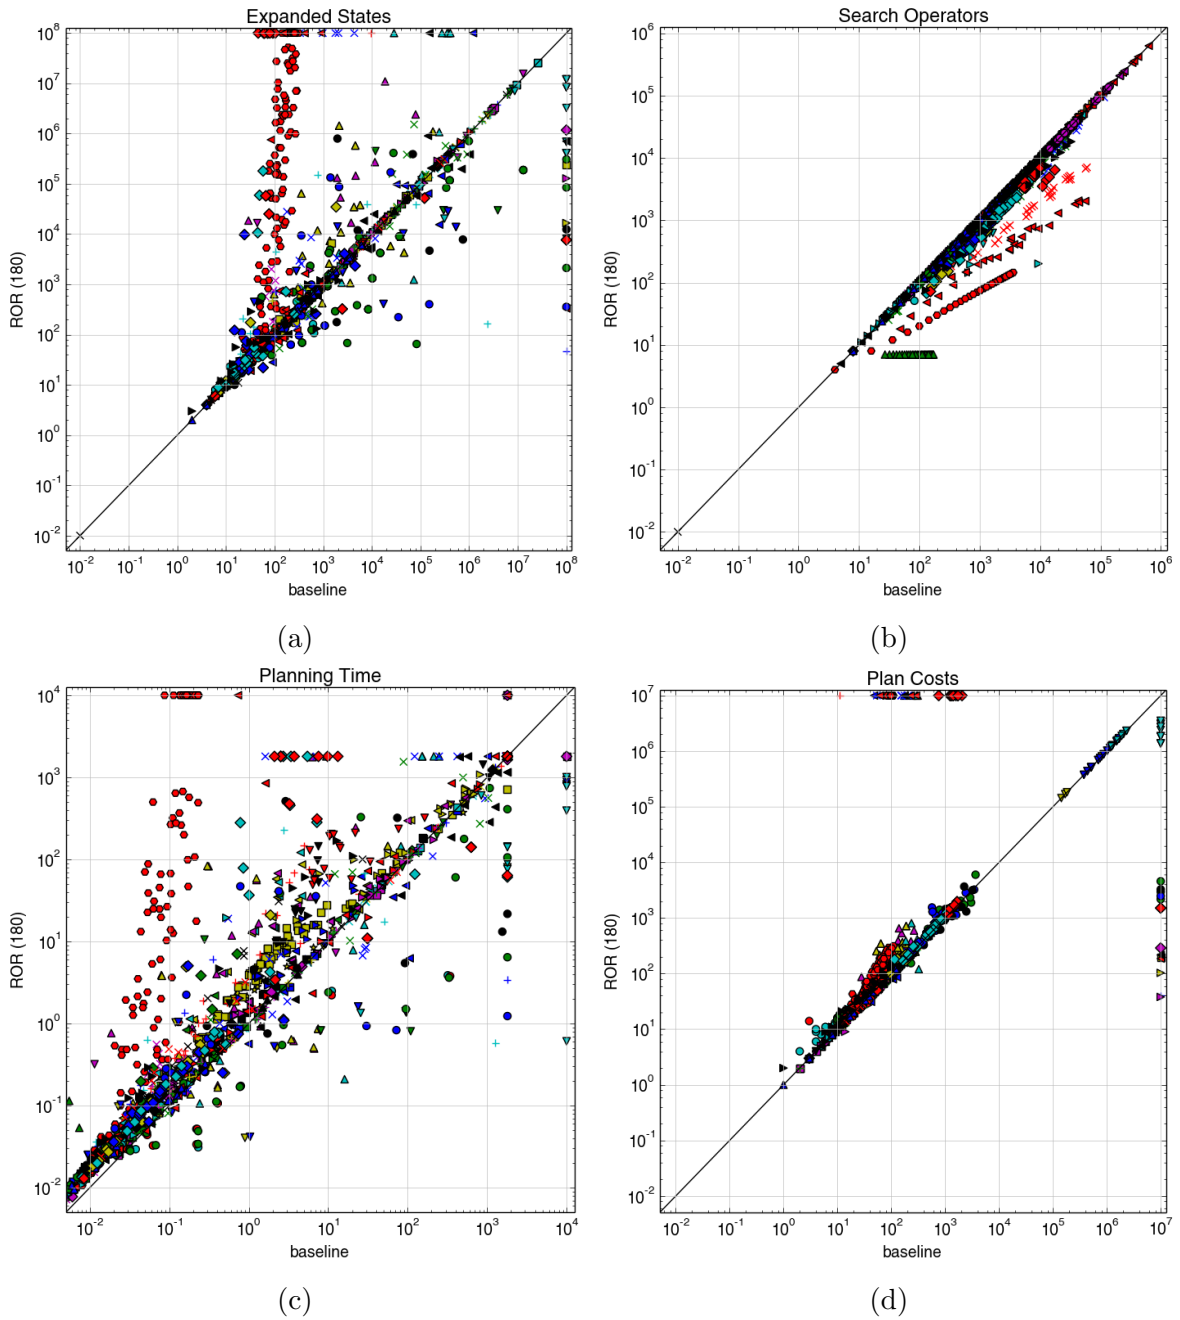 Expanded States
10^8
10^7
10^6
10^5
10^4
10^3
10^2
10^1
10^0
10^-1
10^-2
ROR (180)
10^-2 10^-1 10^0 10^1 10^2 10^3 10^4 10^5 10^6 10^7 10^8
baseline
(a)
Search Operators
10^6
10^5
10^4
10^3
10^2
10^1
10^0
10^-1
10^-2
ROR (180)
10^-2 10^-1 10^0 10^1 10^2 10^3 10^4 10^5 10^6
baseline
(b)
Planning Time
10^4
10^3
10^2
10^1
10^0
10^-1
10^-2
ROR (180)
10^-2 10^-1 10^0 10^1 10^2 10^3 10^4
baseline
(c)
Plan Costs
10^7
10^6
10^5
10^4
10^3
10^2
10^1
10^0
10^-1
10^-2
ROR (180)
10^-2 10^-1 10^0 10^1 10^2 10^3 10^4 10^5 10^6 10^7
baseline
(d)